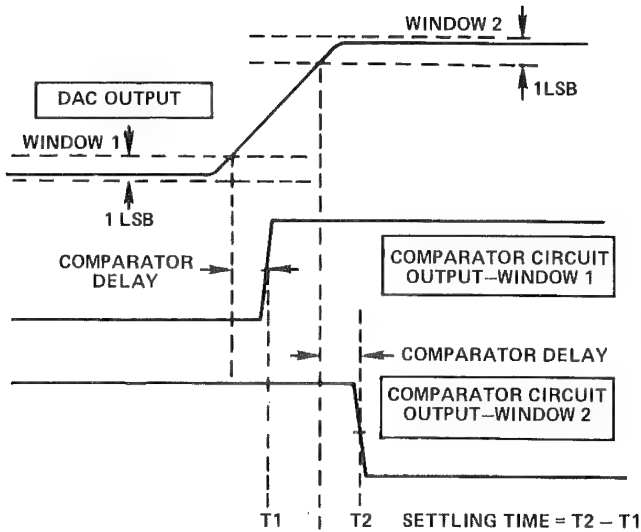 WINDOW 2
1LSB
DAC OUTPUT
WINDOW 1
1 LSB
COMPARATOR
DELAY
COMPARATOR CIRCUIT
OUTPUT–WINDOW 1
COMPARATOR DELAY
COMPARATOR CIRCUIT
OUTPUT–WINDOW 2
T1
T2
SETTLING TIME = T2 – T1